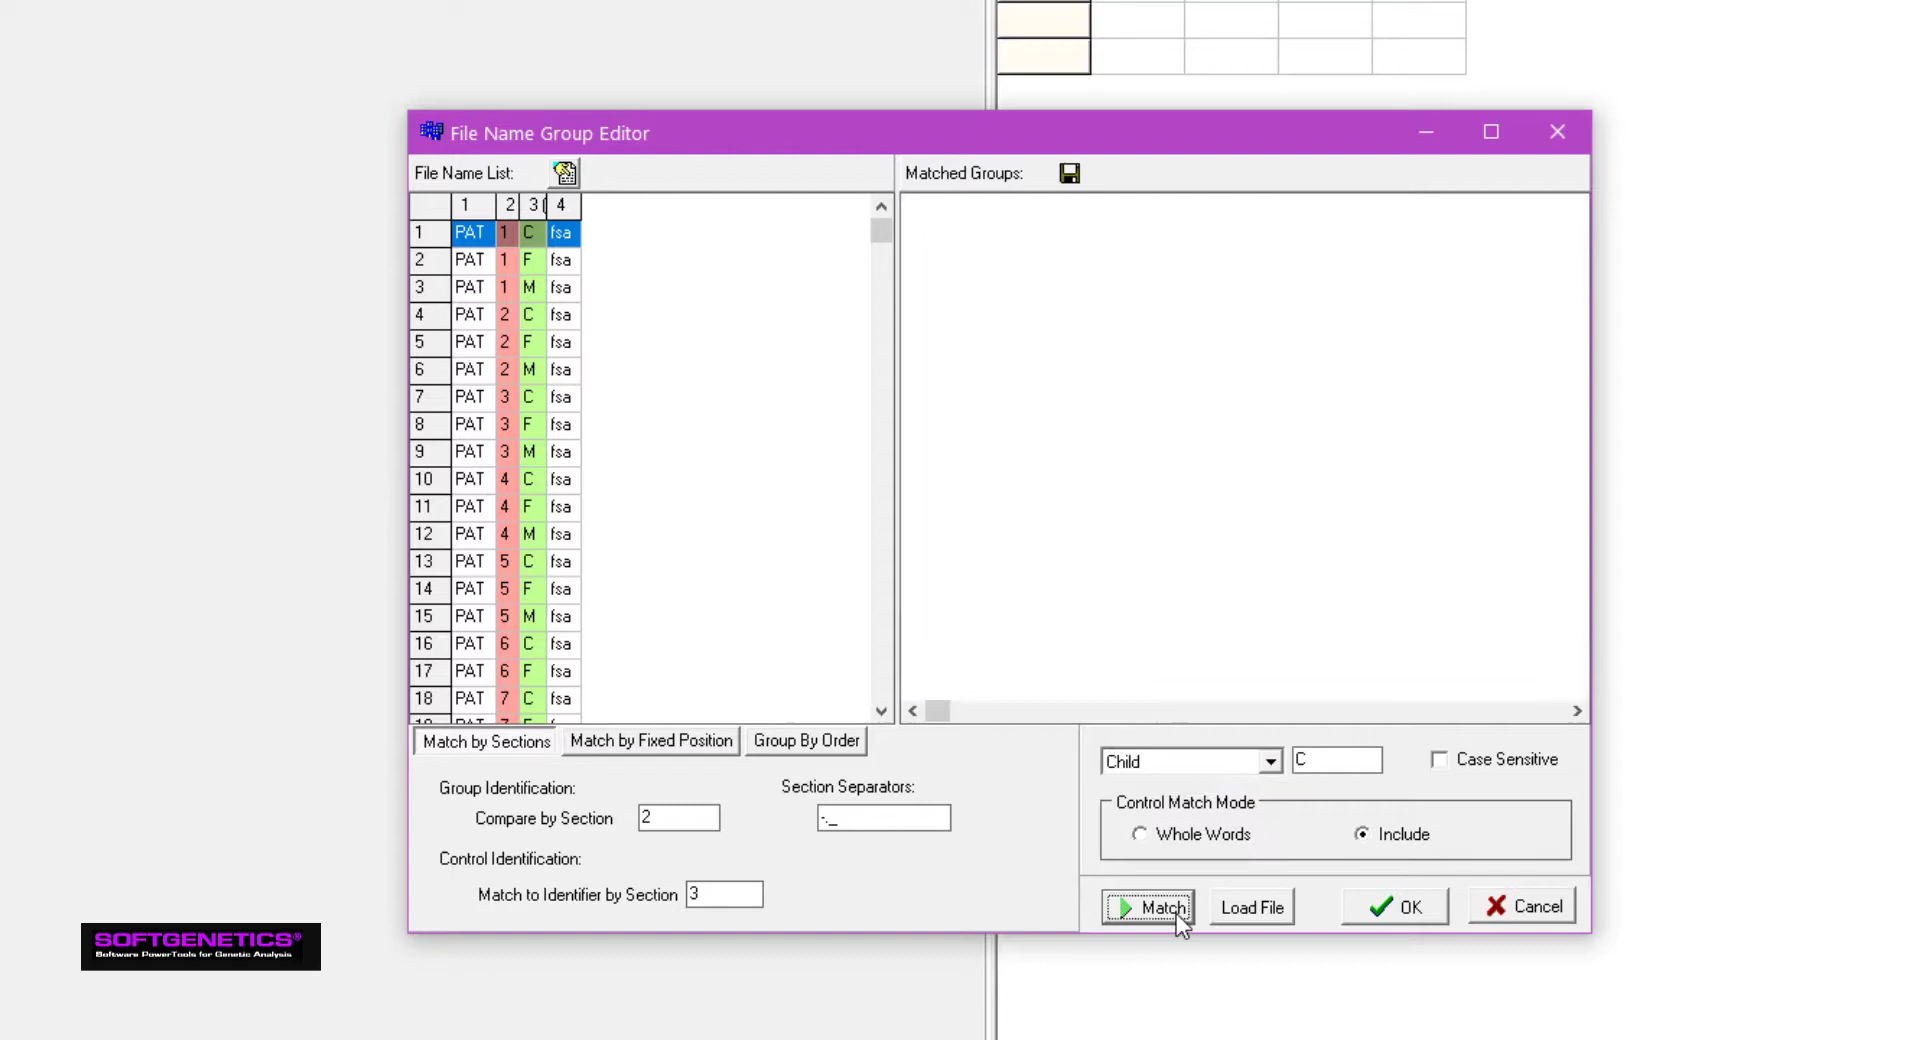 File Name Group Editor
File Name List:
Matched Groups:
1 2 3( 4
1 PAT 1 C fsa
2 PAT 1 F fsa
3 PAT 1 M fsa
4 PAT 2 C fsa
5 PAT 2 F fsa
6 PAT 2 M fsa
7 PAT 3 C fsa
8 PAT 3 F fsa
9 PAT 3 M fsa
10 PAT 4 C fsa
11 PAT 4 F fsa
12 PAT 4 M fsa
13 PAT 5 C fsa
14 PAT 5 F fsa
15 PAT 5 M fsa
16 PAT 6 C fsa
17 PAT 6 F fsa
18 PAT 7 C fsa
Match by Sections Match by Fixed Position Group By Order
Group Identification:
Compare by Section 2
Section Separators:
-._
Control Identification:
Match to Identifier by Section 3
Child C Case Sensitive
Control Match Mode
Whole Words Include
Match Load File OK Cancel
SOFTGENETICS®
Software PowerTools for Genetic Analysis